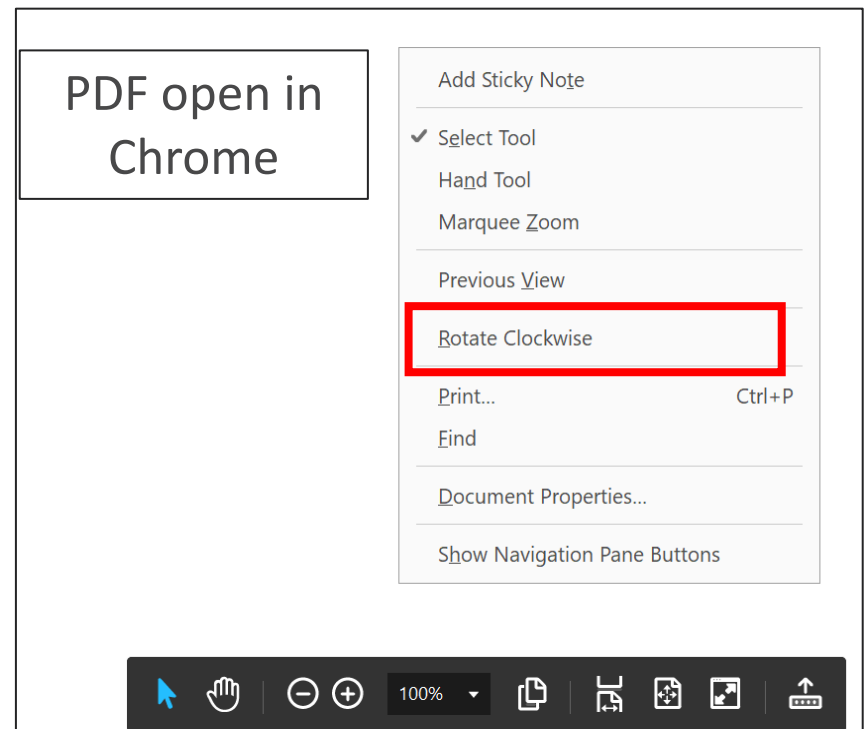 PDF open in
Chrome
Add Sticky Note
Select Tool
Hand Tool
Marquee Zoom
Previous View
Rotate Clockwise
Print... Ctrl+P
Find
Document Properties...
Show Navigation Pane Buttons
100%